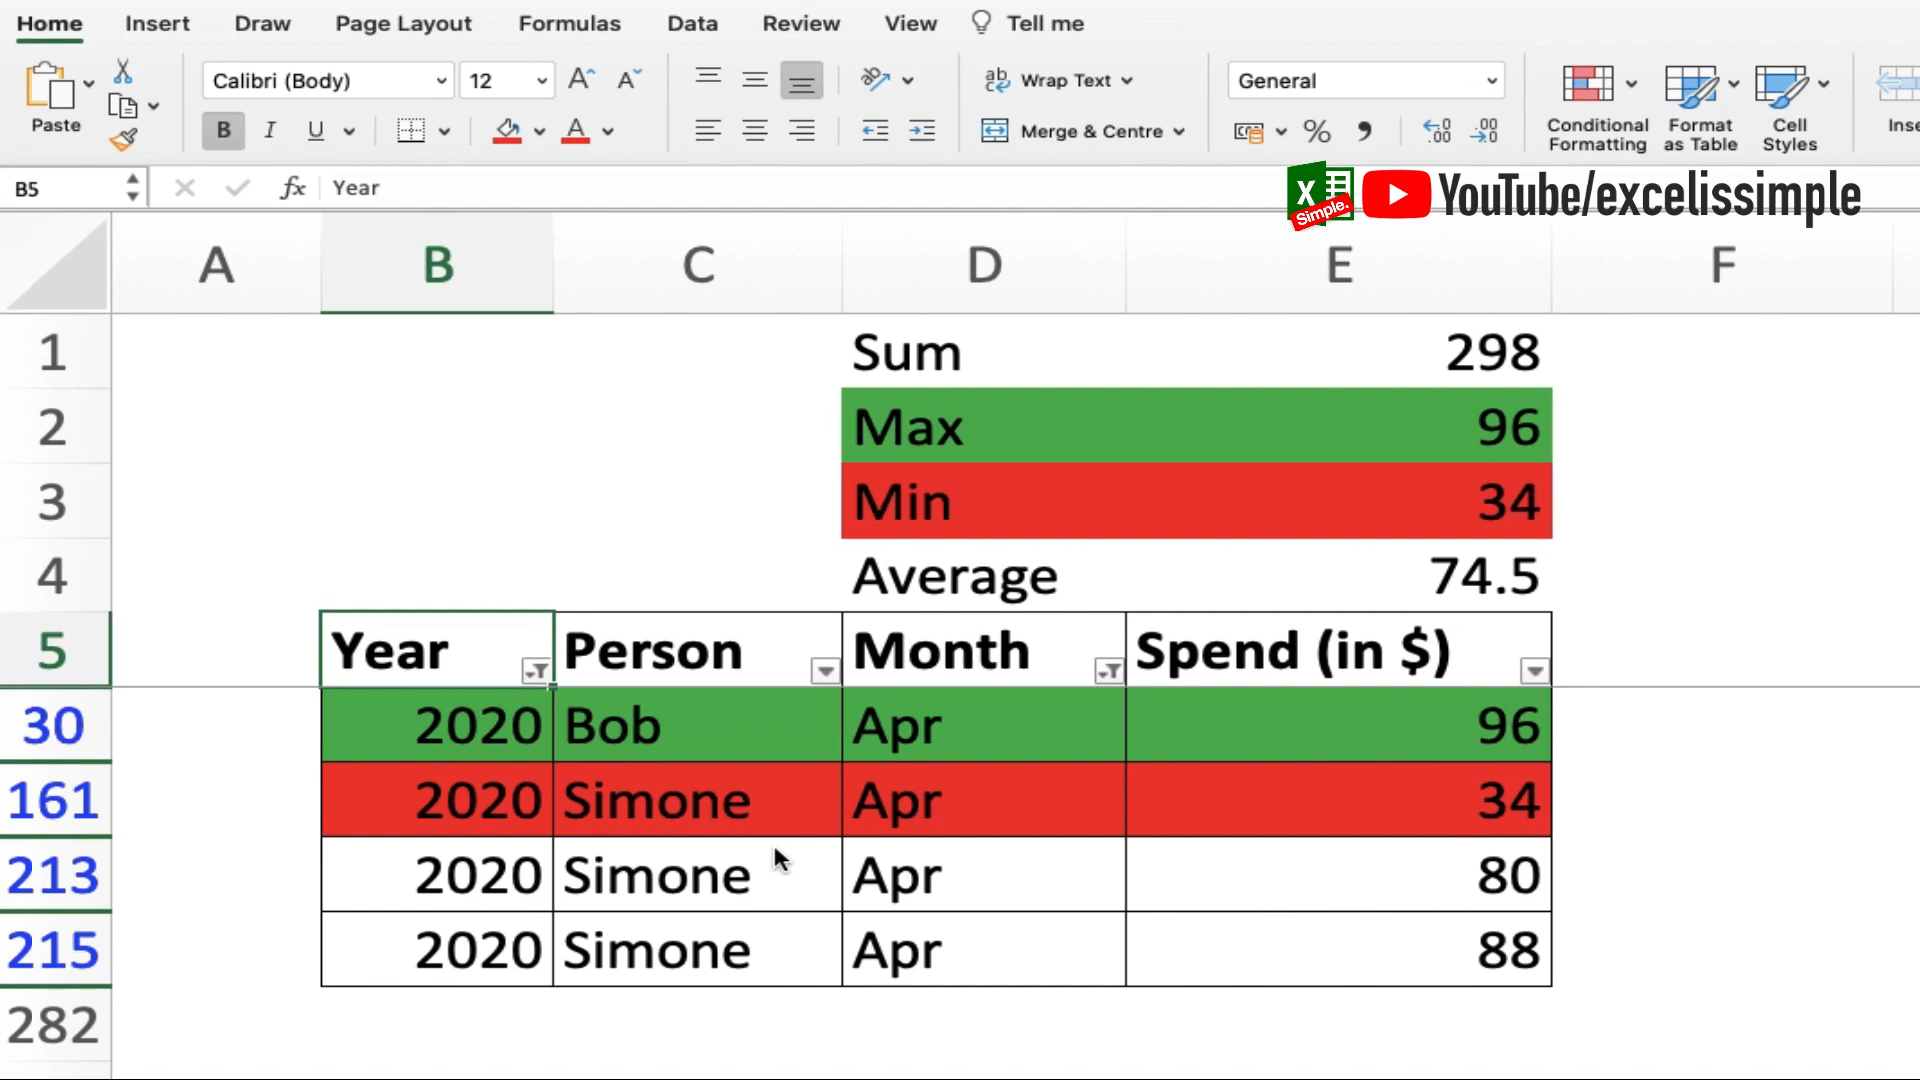 Home Insert Draw Page Layout Formulas Data Review View Tell me
Calibri (Body) 12 A A ab Wrap Text General
Paste B I U A Merge & Centre % Conditional Formatting Format as Table Cell Styles Inse
B5 fx Year
X Simple. YouTube/excelissimple
A B C D E F
1 Sum 298
2 Max 96
3 Min 34
4 Average 74.5
5 Year Person Month Spend (in $)
30 2020 Bob Apr 96
161 2020 Simone Apr 34
213 2020 Simone Apr 80
215 2020 Simone Apr 88
282